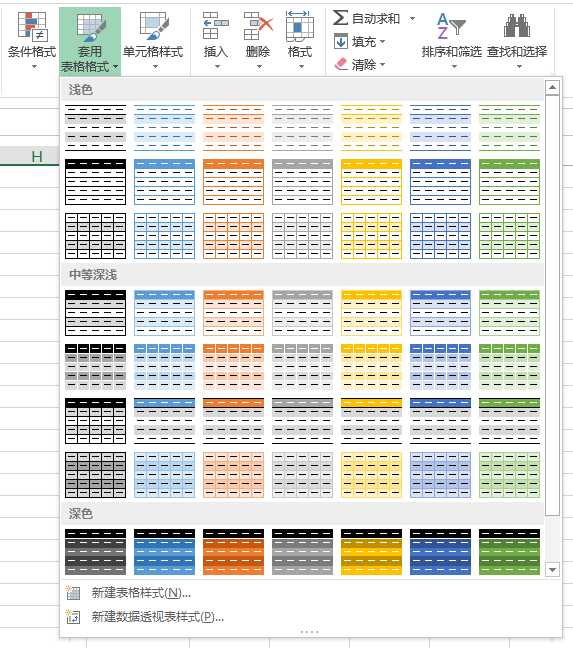 条件格式
套用
表格格式
单元格样式
插入
删除
格式
Σ 自动求和
填充
清除
A
Z
排序和筛选
查找和选择
H
浅色
中等深浅
深色
新建表格样式(N)...
新建数据透视表样式(P)...